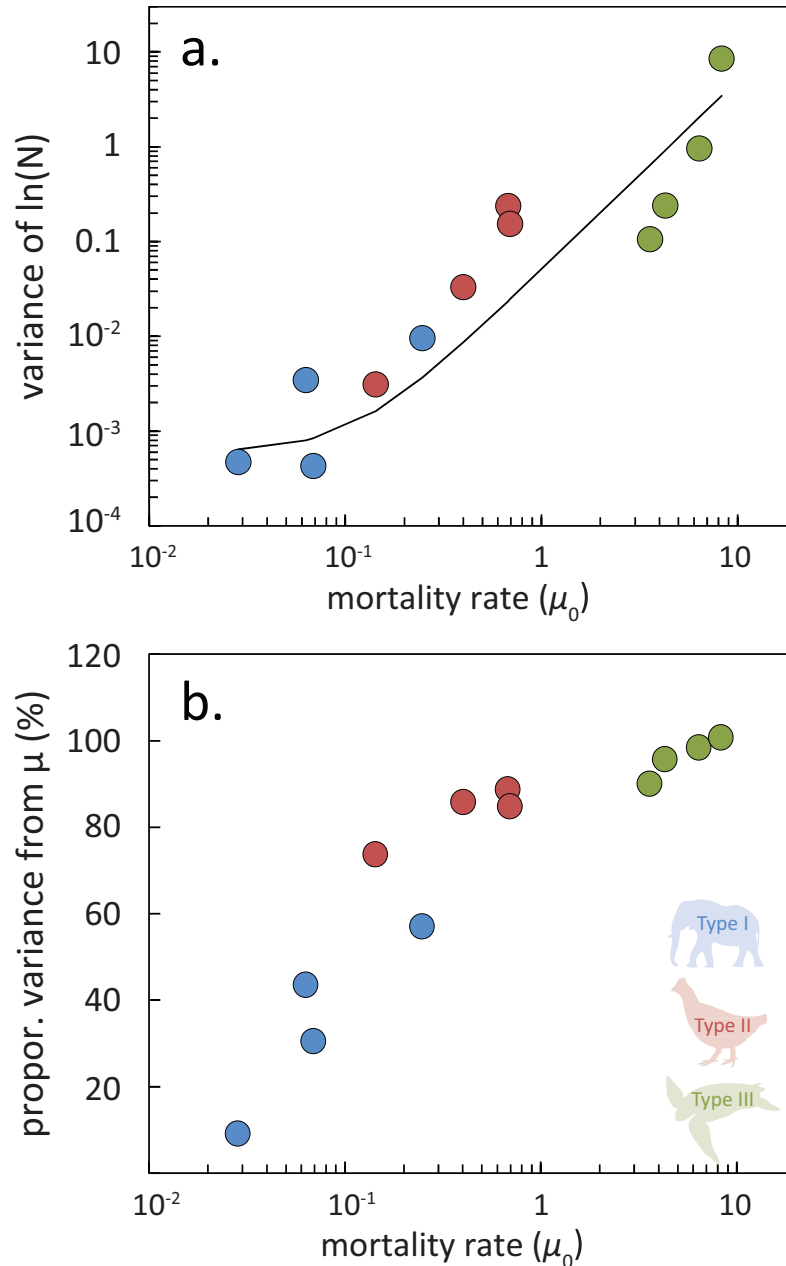 a.
variance of ln(N)
10
1
0.1
10-2
10-3
10-4
10-2
10-1
1
10
mortality rate (μ0)
b.
propor. variance from μ (%)
120
100
80
60
40
20
Type I
Type II
Type III
10-2
10-1
1
10
mortality rate (μ0)